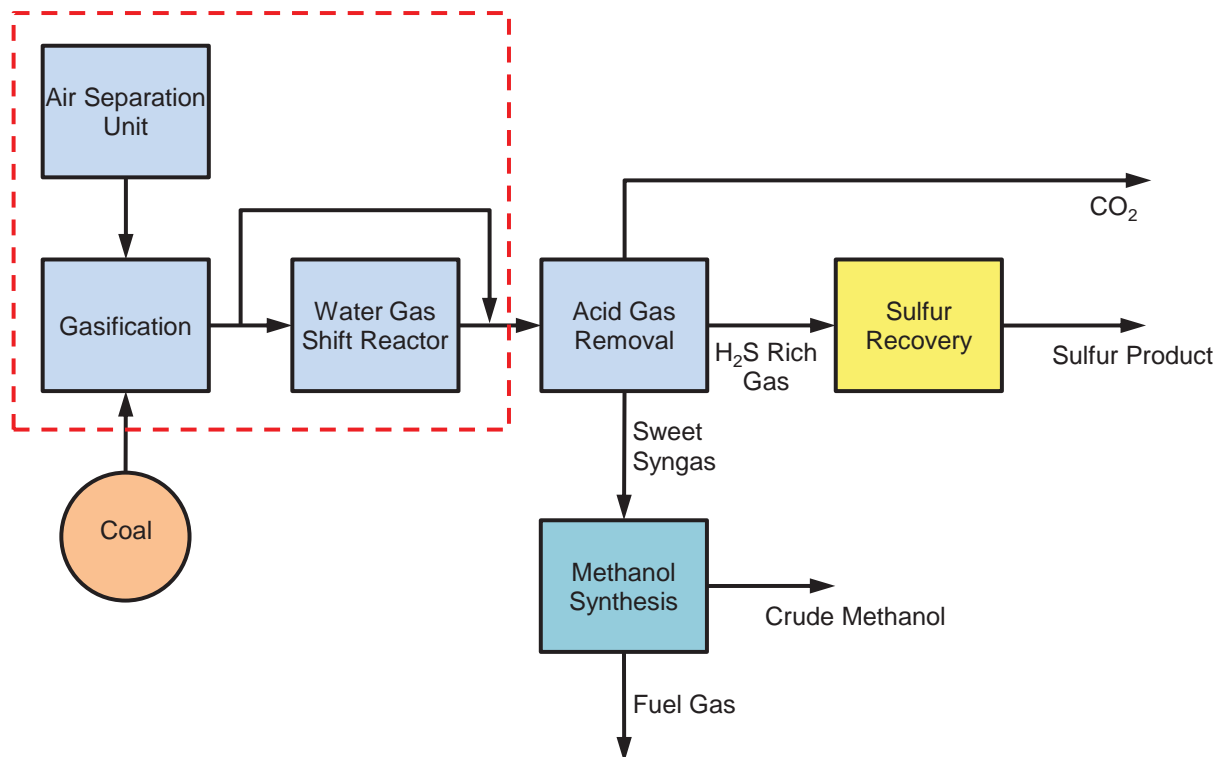 Air Separation
Unit
Gasification
Water Gas
Shift Reactor
Acid Gas
Removal
CO₂
H₂S Rich
Gas
Sulfur
Recovery
Sulfur Product
Coal
Sweet
Syngas
Methanol
Synthesis
Crude Methanol
Fuel Gas